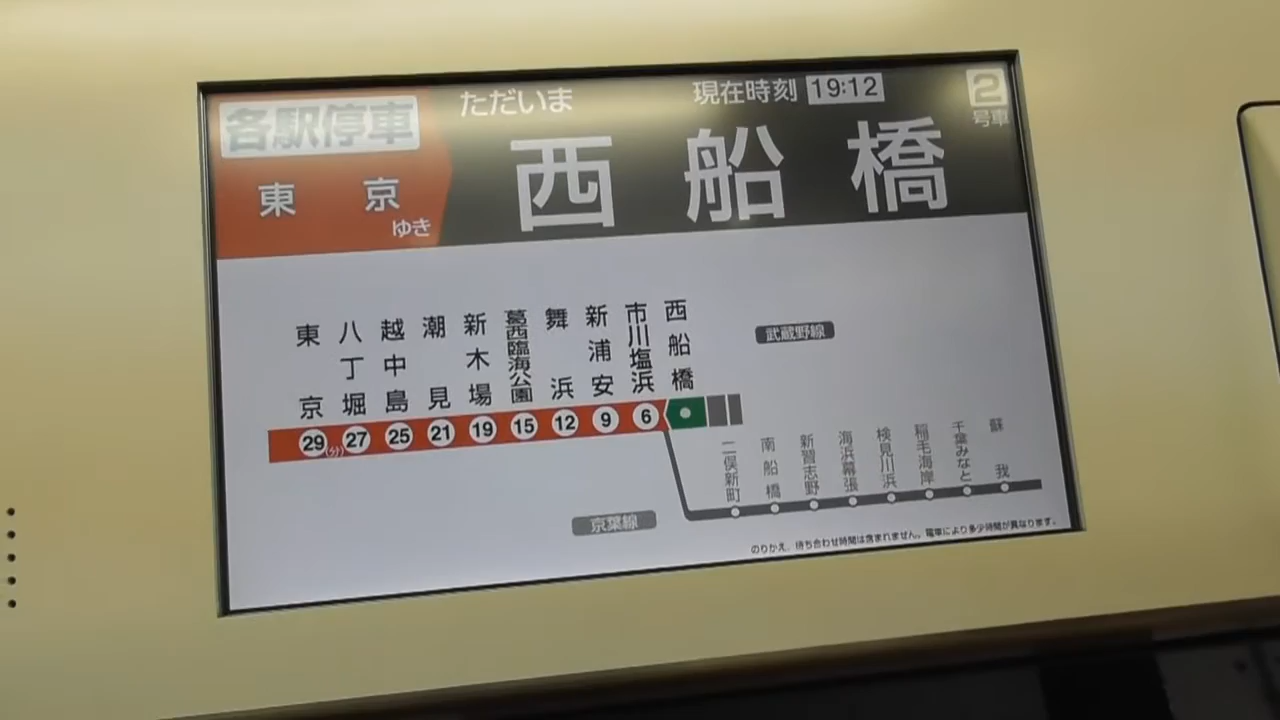 各駅停車
東京
ゆき
ただいま
現在時刻 19:12
2
号車
西船橋
東京
八丁堀
越中島
潮見
新木場
葛西臨海公園
舞浜
新浦安
市川塩浜
西船橋
武蔵野線
29 (分) 27 25 21 19 15 12 9 6
二俣新町
南船橋
新習志野
海浜幕張
検見川浜
稲毛海岸
千葉みなと
蘇我
京葉線
のりかえ、待ち合わせ時間は含まれません。電車により多少時間が異なります。